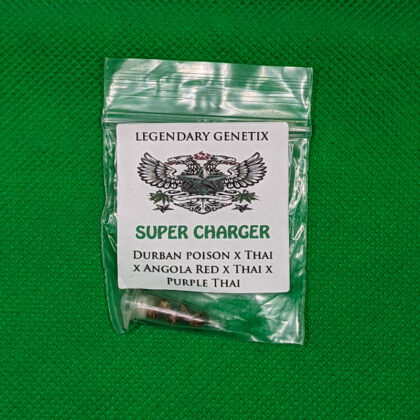 LEGENDARY GENETIX
SUPER CHARGER
DURBAN POISON X THAI
X ANGOLA RED X THAI X
PURPLE THAI